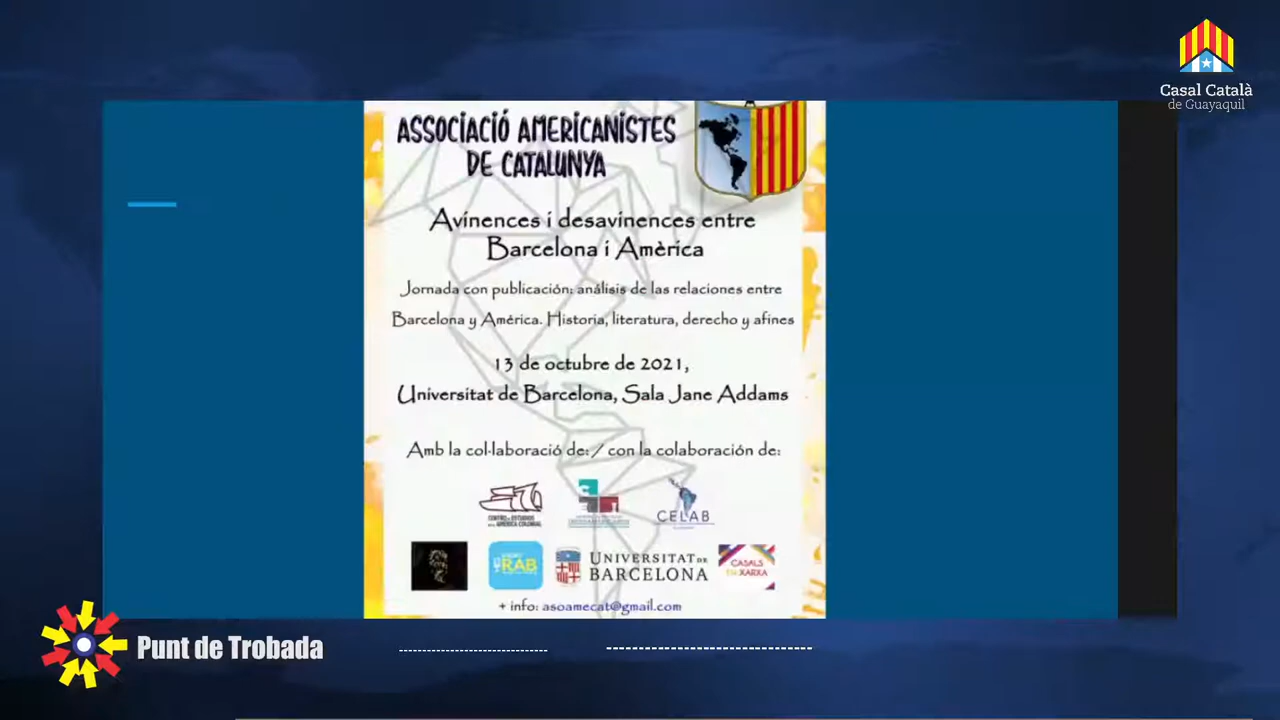 Casal Català
de Guayaquil
ASSOCIACIÓ AMERICANISTES
DE CATALUNYA
Avinences i desavinences entre
Barcelona i Amèrica
Jornada con publicación: análisis de las relaciones entre
Barcelona y América. Historia, literatura, derecho y afines
13 de octubre de 2021,
Universitat de Barcelona, Sala Jane Addams
Amb la col·laboració de: / con la colaboración de:
CELAB
RAB
UNIVERSITAT DE
BARCELONA
CASALS
EN XARXA
+ info: asoamecat@gmail.com
Punt de Trobada